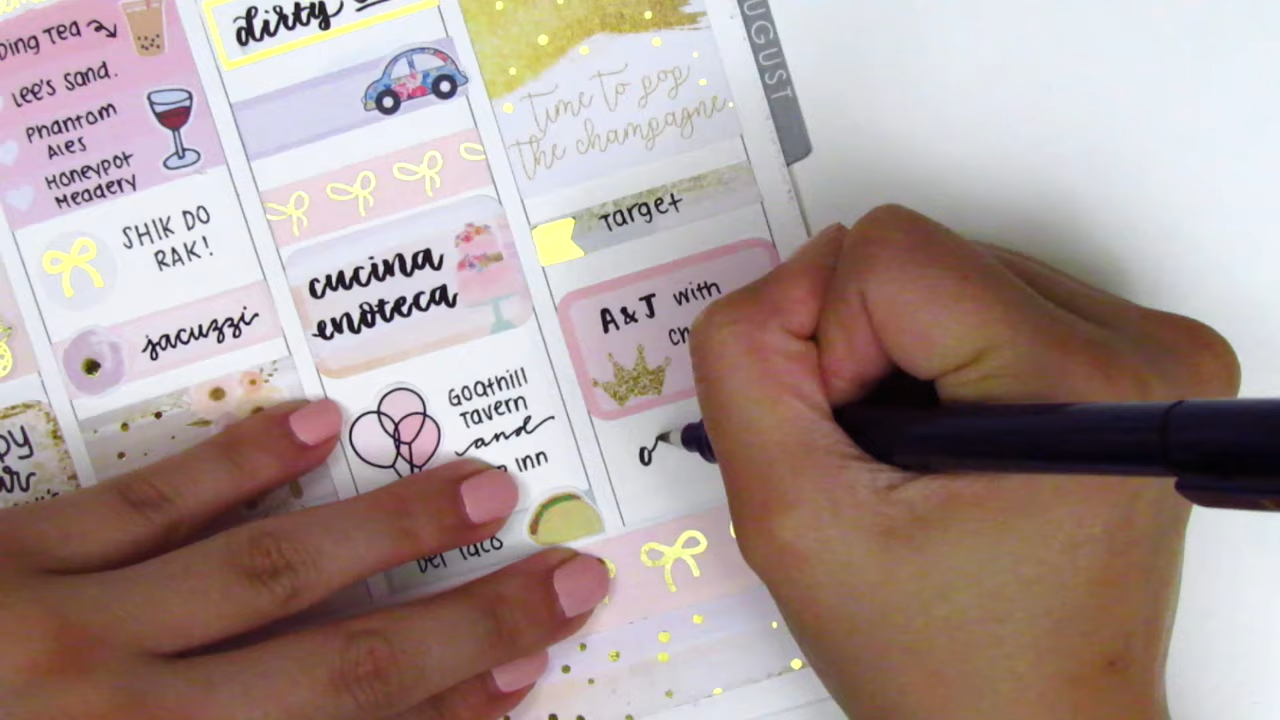 Ding Tea
Lee's Sand.
Phantom
Ales
Honeypot
Meadery
SHIK DO
RAK!
jacuzzi
dirty
cucina
enoteca
Goathill
Tavern
and
Inn
Del Taco
time to pop
the champagne
Target
A & J with
AUGUST